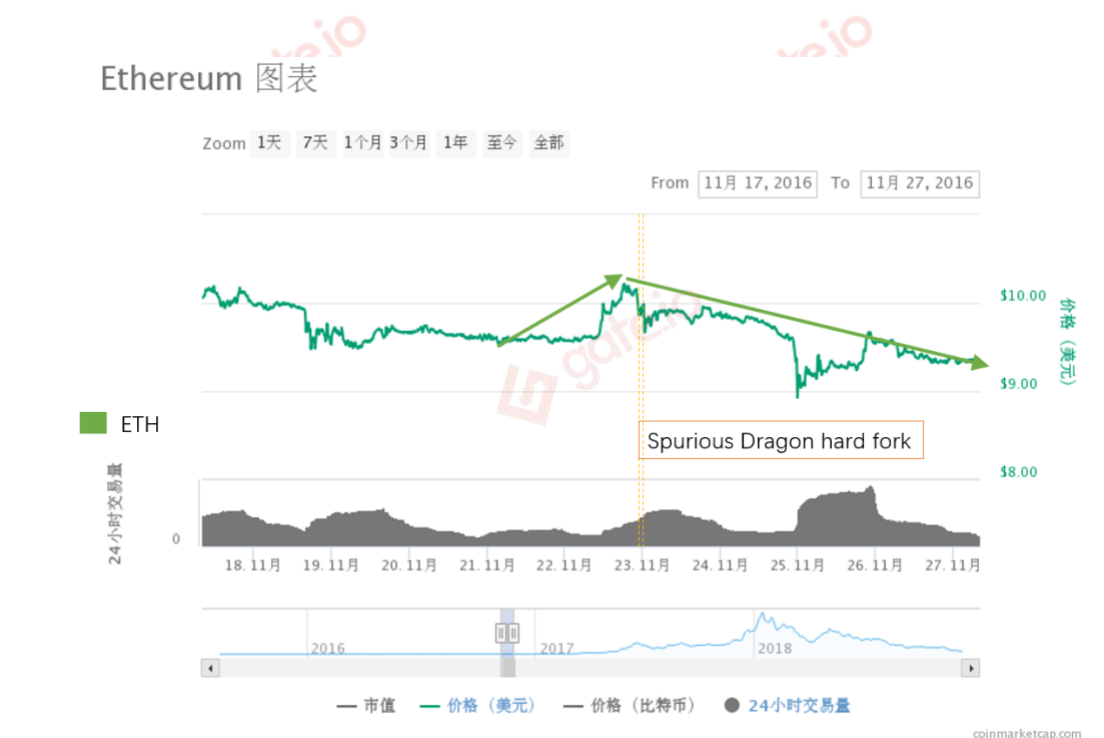 gate.io
gate.io
Ethereum 图表
Zoom 1天 7天 1个月 3个月 1年 至今 全部
From 11月 17, 2016 To 11月 27, 2016
$10.00
价格（美元）
gate.io
$9.00
ETH
Spurious Dragon hard fork
$8.00
24小时交易量
0
18. 11月 19. 11月 20. 11月 21. 11月 22. 11月 23. 11月 24. 11月 25. 11月 26. 11月 27. 11月
2016 2017 2018
市值 价格（美元） 价格（比特币） 24小时交易量
coinmarketcap.com